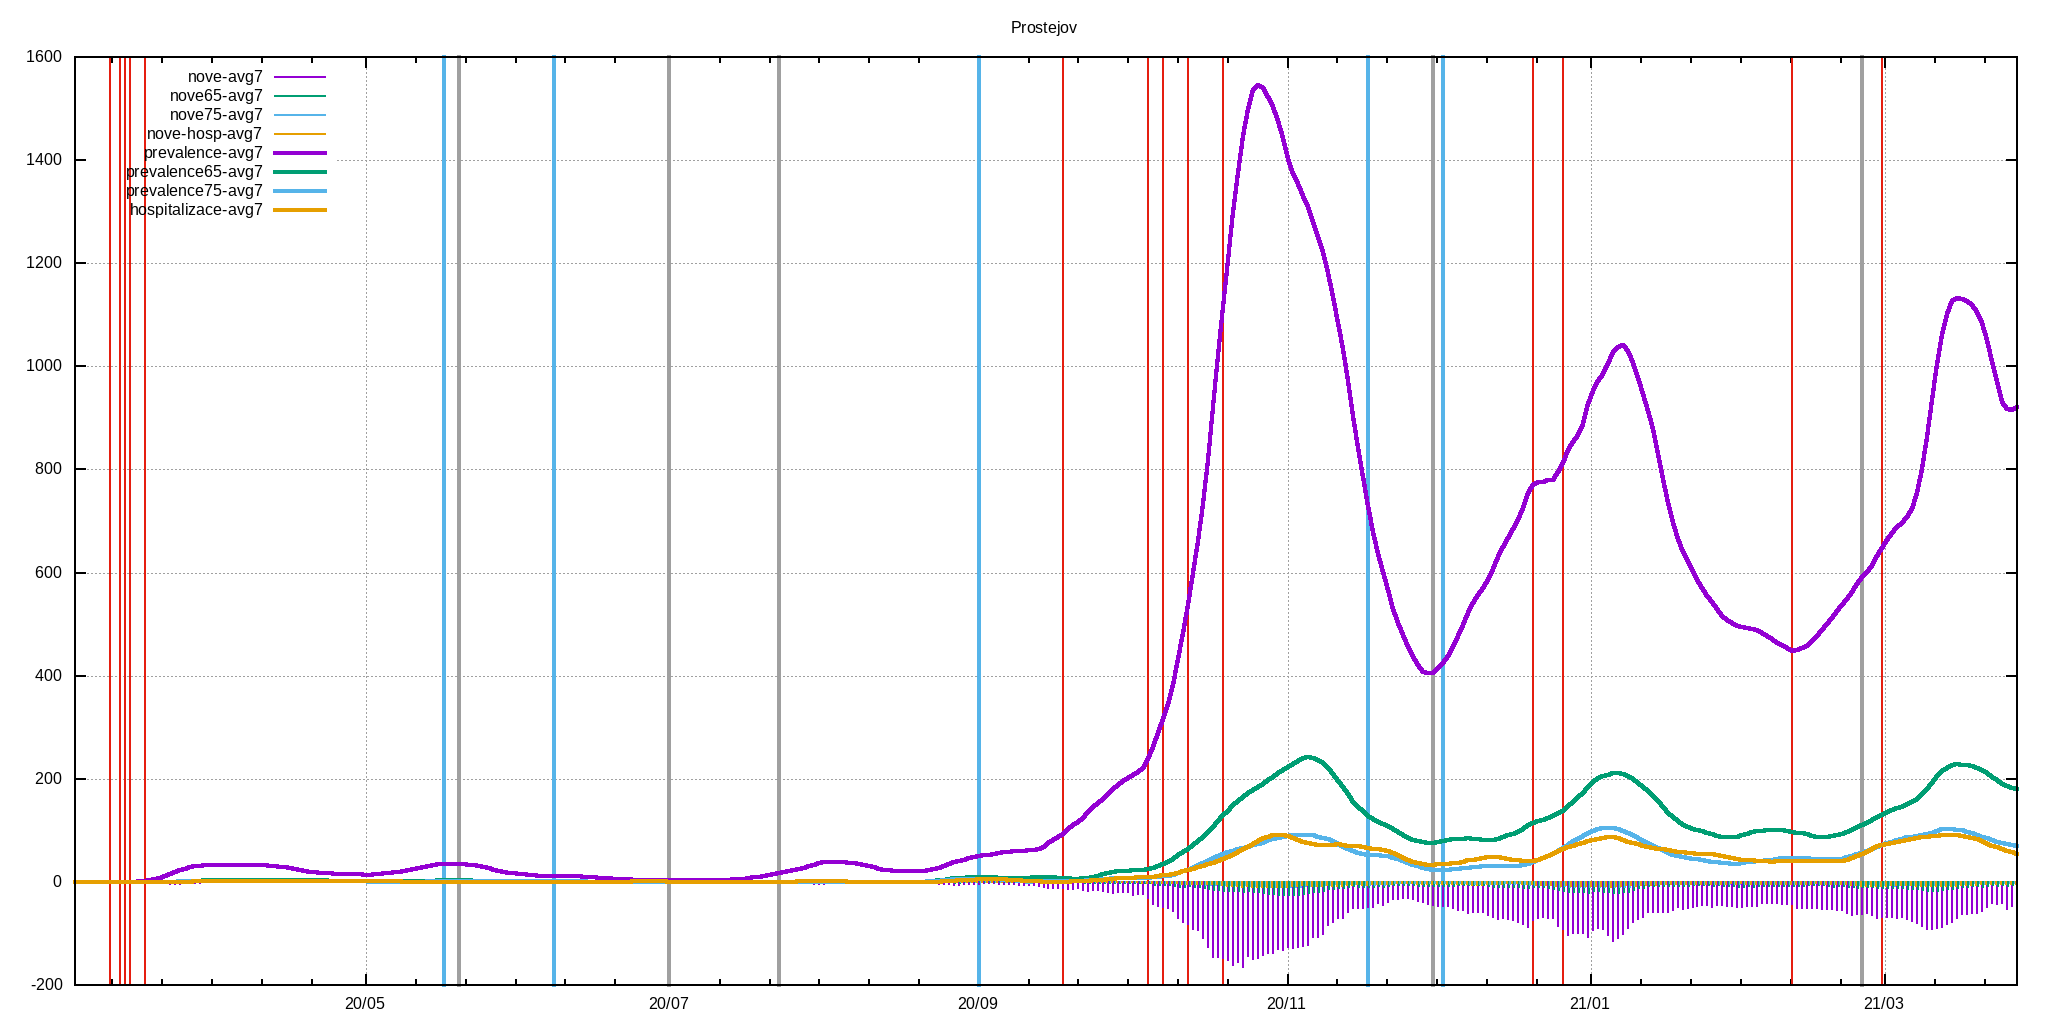 Prostejov
1600
1400
1200
1000
800
600
400
200
0
-200
nove-avg7
nove65-avg7
nove75-avg7
nove-hosp-avg7
prevalence-avg7
prevalence65-avg7
prevalence75-avg7
hospitalizace-avg7
20/05 20/07 20/09 20/11 21/01 21/03